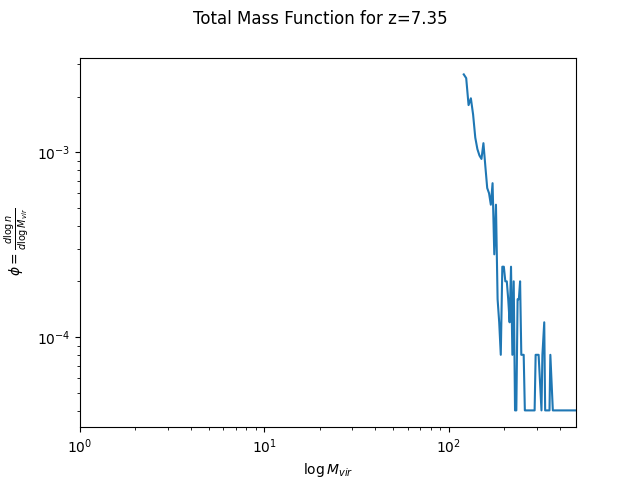 Total Mass Function for z=7.35
10⁻³
10⁻⁴
ϕ = d log n / d log M_vir
10⁰ 10¹ 10²
log M_vir